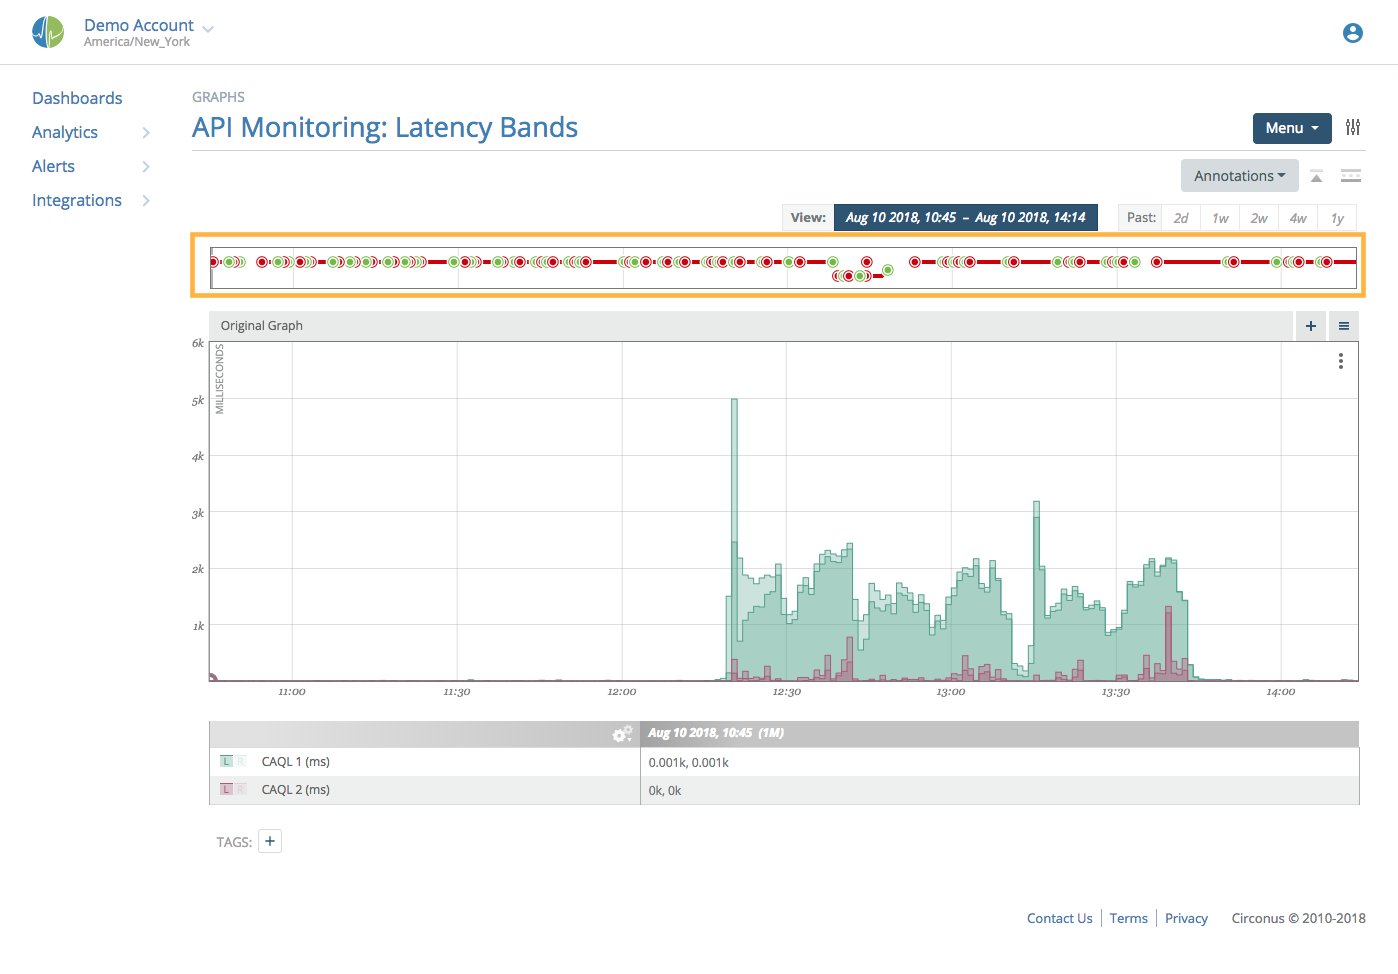 Demo Account
America/New_York
Dashboards
Analytics
Alerts
Integrations
GRAPHS
API Monitoring: Latency Bands
Menu
Annotations
View: Aug 10 2018, 10:45 – Aug 10 2018, 14:14 Past: 2d 1w 2w 4w 1y
Original Graph
MILLISECONDS
6k
5k
4k
3k
2k
1k
11:00 11:30 12:00 12:30 13:00 13:30 14:00
Aug 10 2018, 10:45 (1M)
L R CAQL 1 (ms) 0.001k, 0.001k
L R CAQL 2 (ms) 0k, 0k
TAGS: +
Contact Us Terms Privacy Circonus © 2010-2018